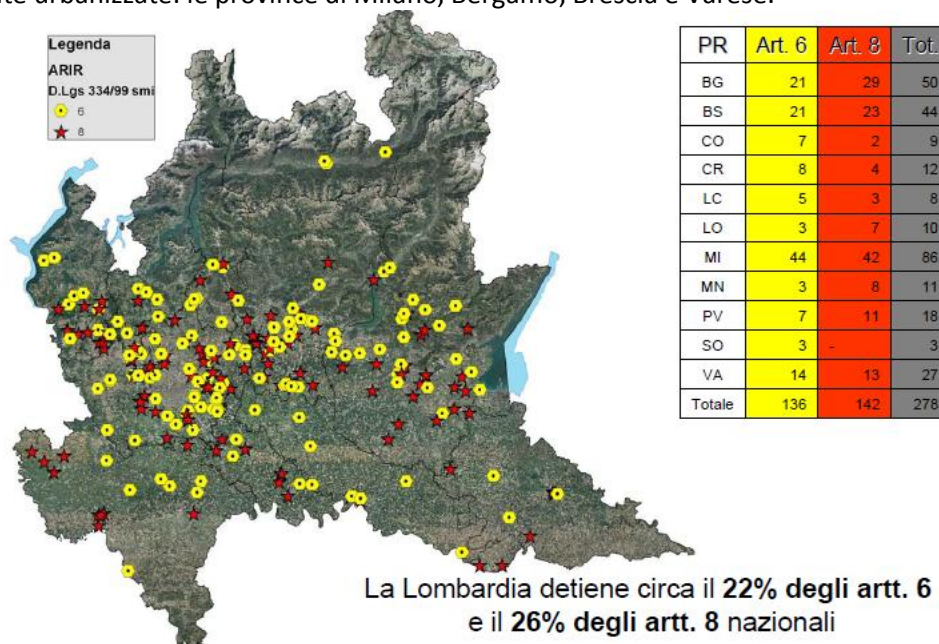 te urbanizzate: le province di Milano, Bergamo, Brescia e Varese.
Legenda
ARIR
D.Lgs 334/99 smi
6
8
PR Art. 6 Art. 8 Tot.
BG 21 29 50
BS 21 23 44
CO 7 2 9
CR 8 4 12
LC 5 3 8
LO 3 7 10
MI 44 42 86
MN 3 8 11
PV 7 11 18
SO 3 - 3
VA 14 13 27
Totale 136 142 278
La Lombardia detiene circa il 22% degli artt. 6
e il 26% degli artt. 8 nazionali